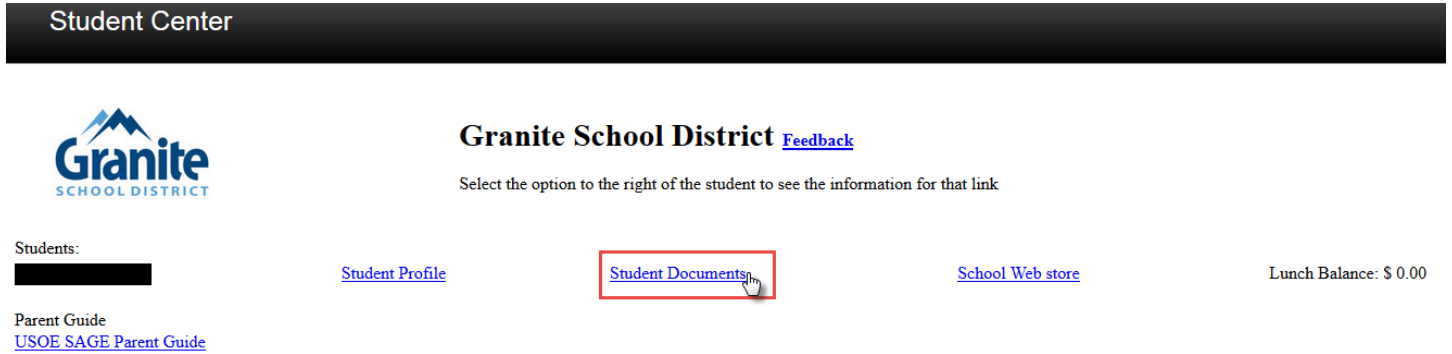 Student Center
Granite
SCHOOL DISTRICT
Granite School District Feedback
Select the option to the right of the student to see the information for that link
Students:
Student Profile Student Documents School Web store Lunch Balance: $ 0.00
Parent Guide
USOE SAGE Parent Guide